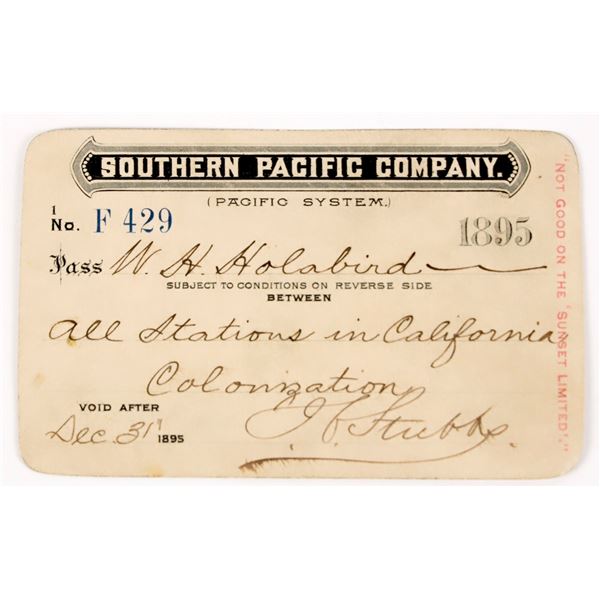 SOUTHERN PACIFIC COMPANY.
(PACIFIC SYSTEM.)
1
No. F 429
1895
Pass W. H. Holabird
SUBJECT TO CONDITIONS ON REVERSE SIDE
BETWEEN
All Stations in California
Colonization
VOID AFTER
Dec. 31" 1895
J. C. Stubbs.
"NOT GOOD ON THE 'SUNSET LIMITED'."